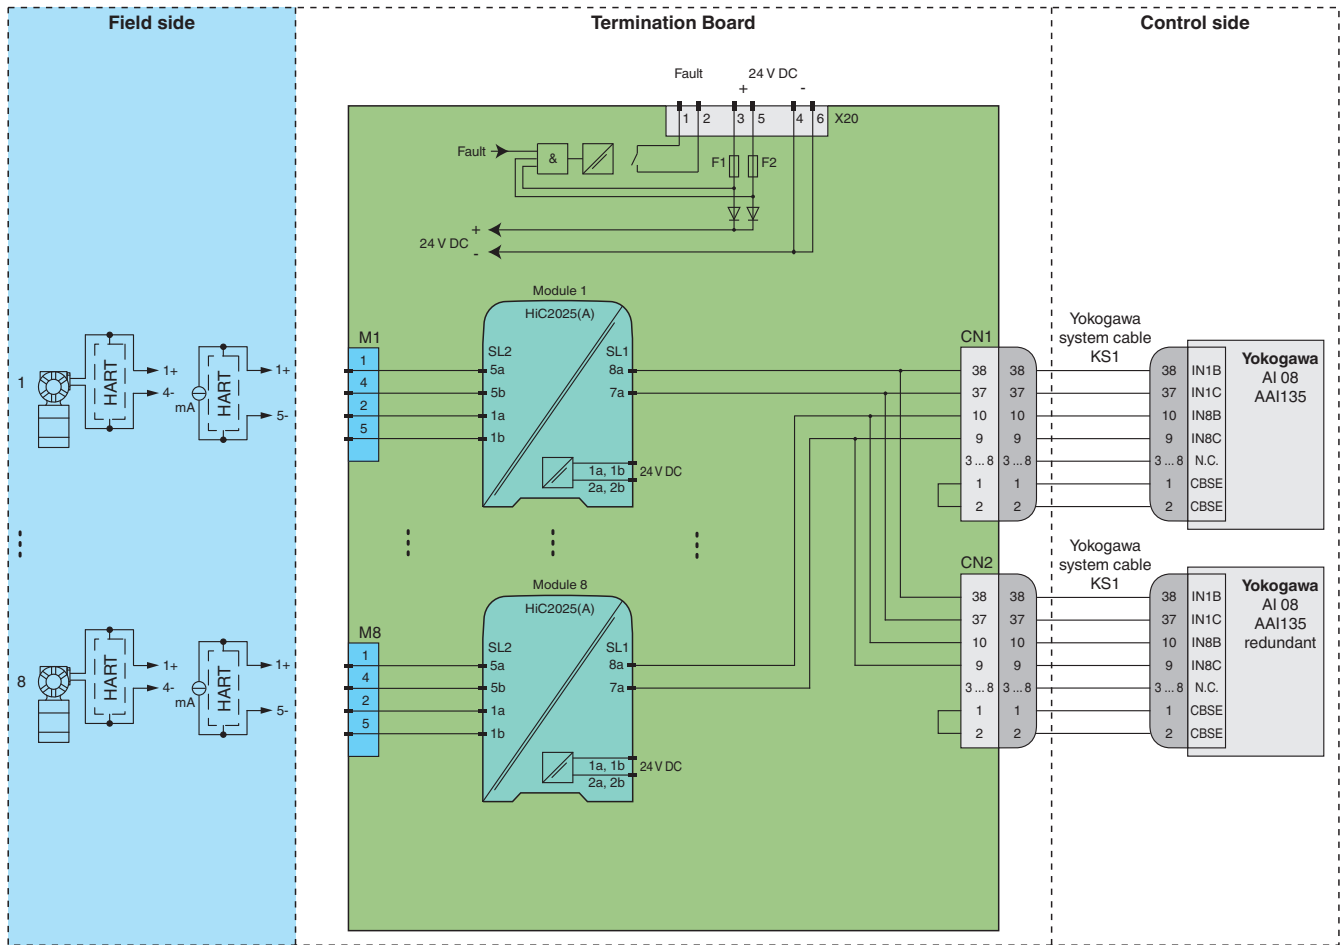 Field side
Termination Board
Control side
Fault
24 V DC
+
-
1
2
3
5
4
6
X20
Fault
&
F1
F2
+
24 V DC
-
1
HART
1+
4-
mA
HART
1+
5-
M1
1
4
2
5
Module 1
HiC2025(A)
SL2
5a
5b
1a
1b
SL1
8a
7a
1a, 1b
2a, 2b
24 V DC
CN1
38 38
37 37
10 10
9 9
3 ... 8 3 ... 8
1 1
2 2
Yokogawa
system cable
KS1
38 IN1B
37 IN1C
10 IN8B
9 IN8C
3 ... 8 N.C.
1 CBSE
2 CBSE
Yokogawa
AI 08
AAI135
8
HART
1+
4-
mA
HART
1+
5-
M8
1
4
2
5
Module 8
HiC2025(A)
SL2
5a
5b
1a
1b
SL1
8a
7a
1a, 1b
2a, 2b
24 V DC
CN2
38 38
37 37
10 10
9 9
3 ... 8 3 ... 8
1 1
2 2
Yokogawa
system cable
KS1
38 IN1B
37 IN1C
10 IN8B
9 IN8C
3 ... 8 N.C.
1 CBSE
2 CBSE
Yokogawa
AI 08
AAI135
redundant